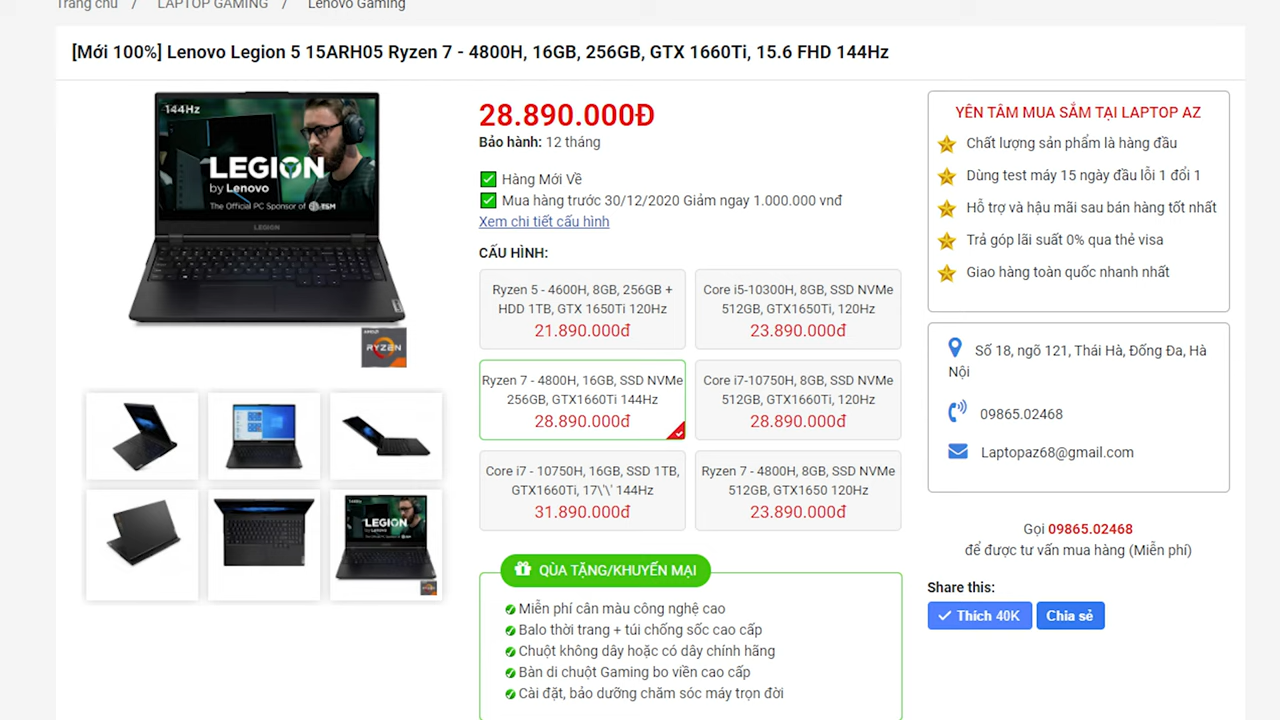 Trang chủ / LAPTOP GAMING / Lenovo Gaming
[Mới 100%] Lenovo Legion 5 15ARH05 Ryzen 7 - 4800H, 16GB, 256GB, GTX 1660Ti, 15.6 FHD 144Hz
144Hz
LEGION
by Lenovo
The Official PC Sponsor of ESM
LEGION
LEGION
AMD
RYZEN
LEGION
by Lenovo
28.890.000Đ
Bảo hành: 12 tháng
Hàng Mới Về
Mua hàng trước 30/12/2020 Giảm ngay 1.000.000 vnđ
Xem chi tiết cấu hình
CẤU HÌNH:
Ryzen 5 - 4600H, 8GB, 256GB +
HDD 1TB, GTX 1650Ti 120Hz
21.890.000đ
Core i5-10300H, 8GB, SSD NVMe
512GB, GTX1650Ti, 120Hz
23.890.000đ
Ryzen 7 - 4800H, 16GB, SSD NVMe
256GB, GTX1660Ti 144Hz
28.890.000đ
Core i7-10750H, 8GB, SSD NVMe
512GB, GTX1660Ti, 120Hz
28.890.000đ
Core i7 - 10750H, 16GB, SSD 1TB,
GTX1660Ti, 17\'\' 144Hz
31.890.000đ
Ryzen 7 - 4800H, 8GB, SSD NVMe
512GB, GTX1650 120Hz
23.890.000đ
QÙA TẶNG/KHUYẾN MẠI
Miễn phí cân màu công nghệ cao
Balo thời trang + túi chống sốc cao cấp
Chuột không dây hoặc có dây chính hãng
Bàn di chuột Gaming bo viền cao cấp
Cài đặt, bảo dưỡng chăm sóc máy trọn đời
YÊN TÂM MUA SẮM TẠI LAPTOP AZ
Chất lượng sản phẩm là hàng đầu
Dùng test máy 15 ngày đầu lỗi 1 đổi 1
Hỗ trợ và hậu mãi sau bán hàng tốt nhất
Trả góp lãi suất 0% qua thẻ visa
Giao hàng toàn quốc nhanh nhất
Số 18, ngõ 121, Thái Hà, Đống Đa, Hà
Nội
09865.02468
Laptopaz68@gmail.com
Gọi 09865.02468
để được tư vấn mua hàng (Miễn phí)
Share this:
Thích 40K
Chia sẻ